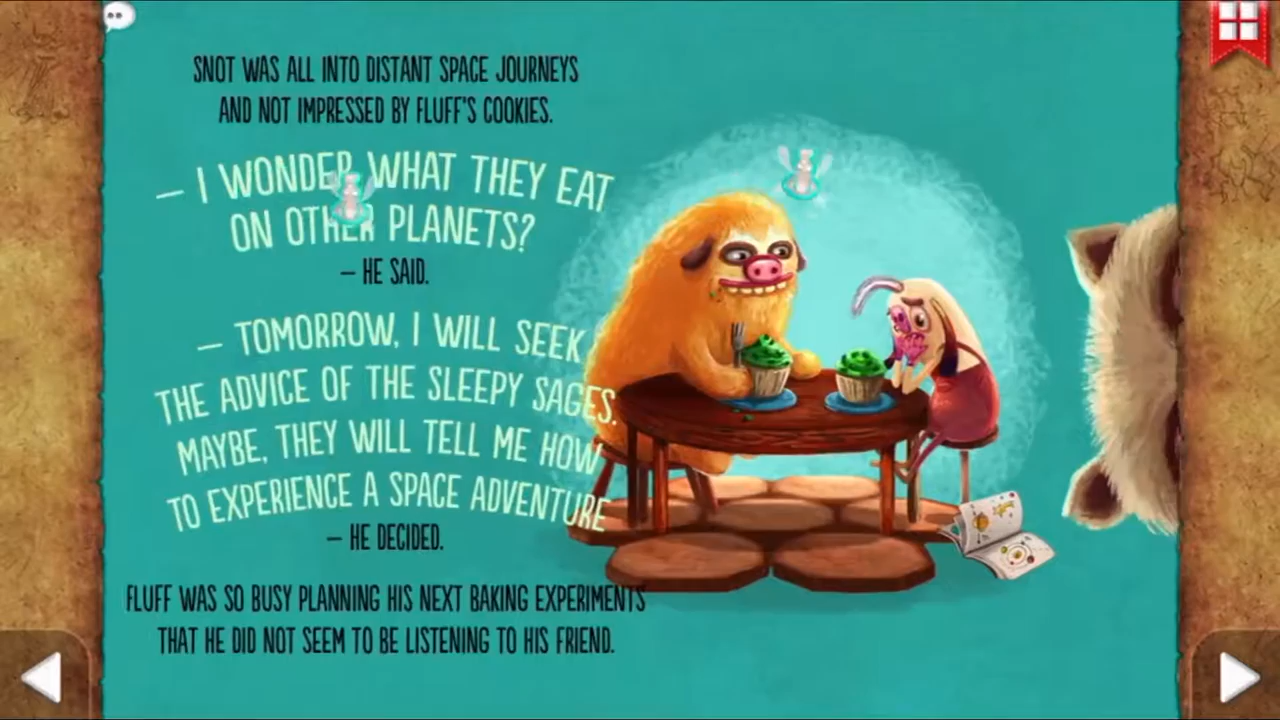 SNOT WAS ALL INTO DISTANT SPACE JOURNEYS
AND NOT IMPRESSED BY FLUFF'S COOKIES.
– I WONDER WHAT THEY EAT
ON OTHER PLANETS?
– HE SAID.
– TOMORROW, I WILL SEEK
THE ADVICE OF THE SLEEPY SAGES.
MAYBE, THEY WILL TELL ME HOW
TO EXPERIENCE A SPACE ADVENTURE
– HE DECIDED.
FLUFF WAS SO BUSY PLANNING HIS NEXT BAKING EXPERIMENTS
THAT HE DID NOT SEEM TO BE LISTENING TO HIS FRIEND.